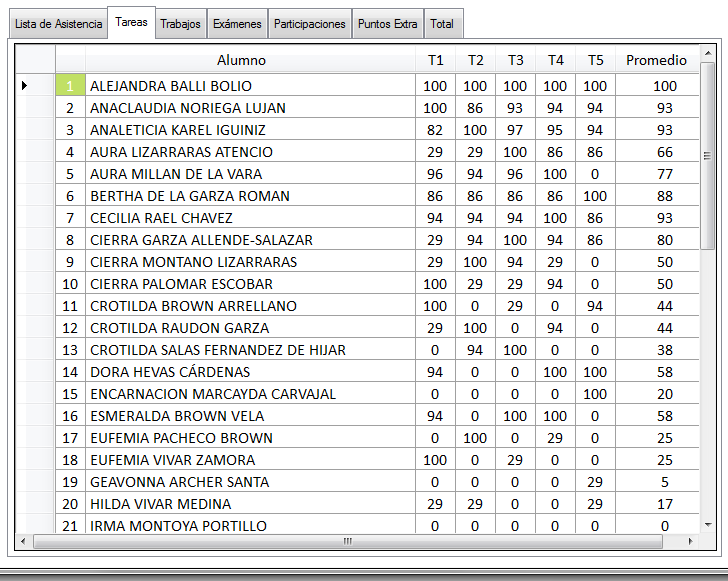 Lista de Asistencia Tareas Trabajos Exámenes Participaciones Puntos Extra Total
Alumno T1 T2 T3 T4 T5 Promedio
1 ALEJANDRA BALLI BOLIO 100 100 100 100 100 100
2 ANACLAUDIA NORIEGA LUJAN 100 86 93 94 94 93
3 ANALETICIA KAREL IGUINIZ 82 100 97 95 94 93
4 AURA LIZARRARAS ATENCIO 29 29 100 86 86 66
5 AURA MILLAN DE LA VARA 96 94 96 100 0 77
6 BERTHA DE LA GARZA ROMAN 86 86 86 86 100 88
7 CECILIA RAEL CHAVEZ 94 94 94 100 86 93
8 CIERRA GARZA ALLENDE-SALAZAR 29 94 100 94 86 80
9 CIERRA MONTANO LIZARRARAS 29 100 94 29 0 50
10 CIERRA PALOMAR ESCOBAR 100 29 29 94 0 50
11 CROTILDA BROWN ARRELLANO 100 0 29 0 94 44
12 CROTILDA RAUDON GARZA 29 100 0 94 0 44
13 CROTILDA SALAS FERNANDEZ DE HIJAR 0 94 100 0 0 38
14 DORA HEVAS CÁRDENAS 94 0 0 100 100 58
15 ENCARNACION MARCAYDA CARVAJAL 0 0 0 0 100 20
16 ESMERALDA BROWN VELA 94 0 100 100 0 58
17 EUFEMIA PACHECO BROWN 0 100 0 29 0 25
18 EUFEMIA VIVAR ZAMORA 100 0 29 0 0 25
19 GEAVONNA ARCHER SANTA 0 0 0 0 29 5
20 HILDA VIVAR MEDINA 29 29 0 0 29 17
21 IRMA MONTOYA PORTILLO 0 0 0 0 0 0